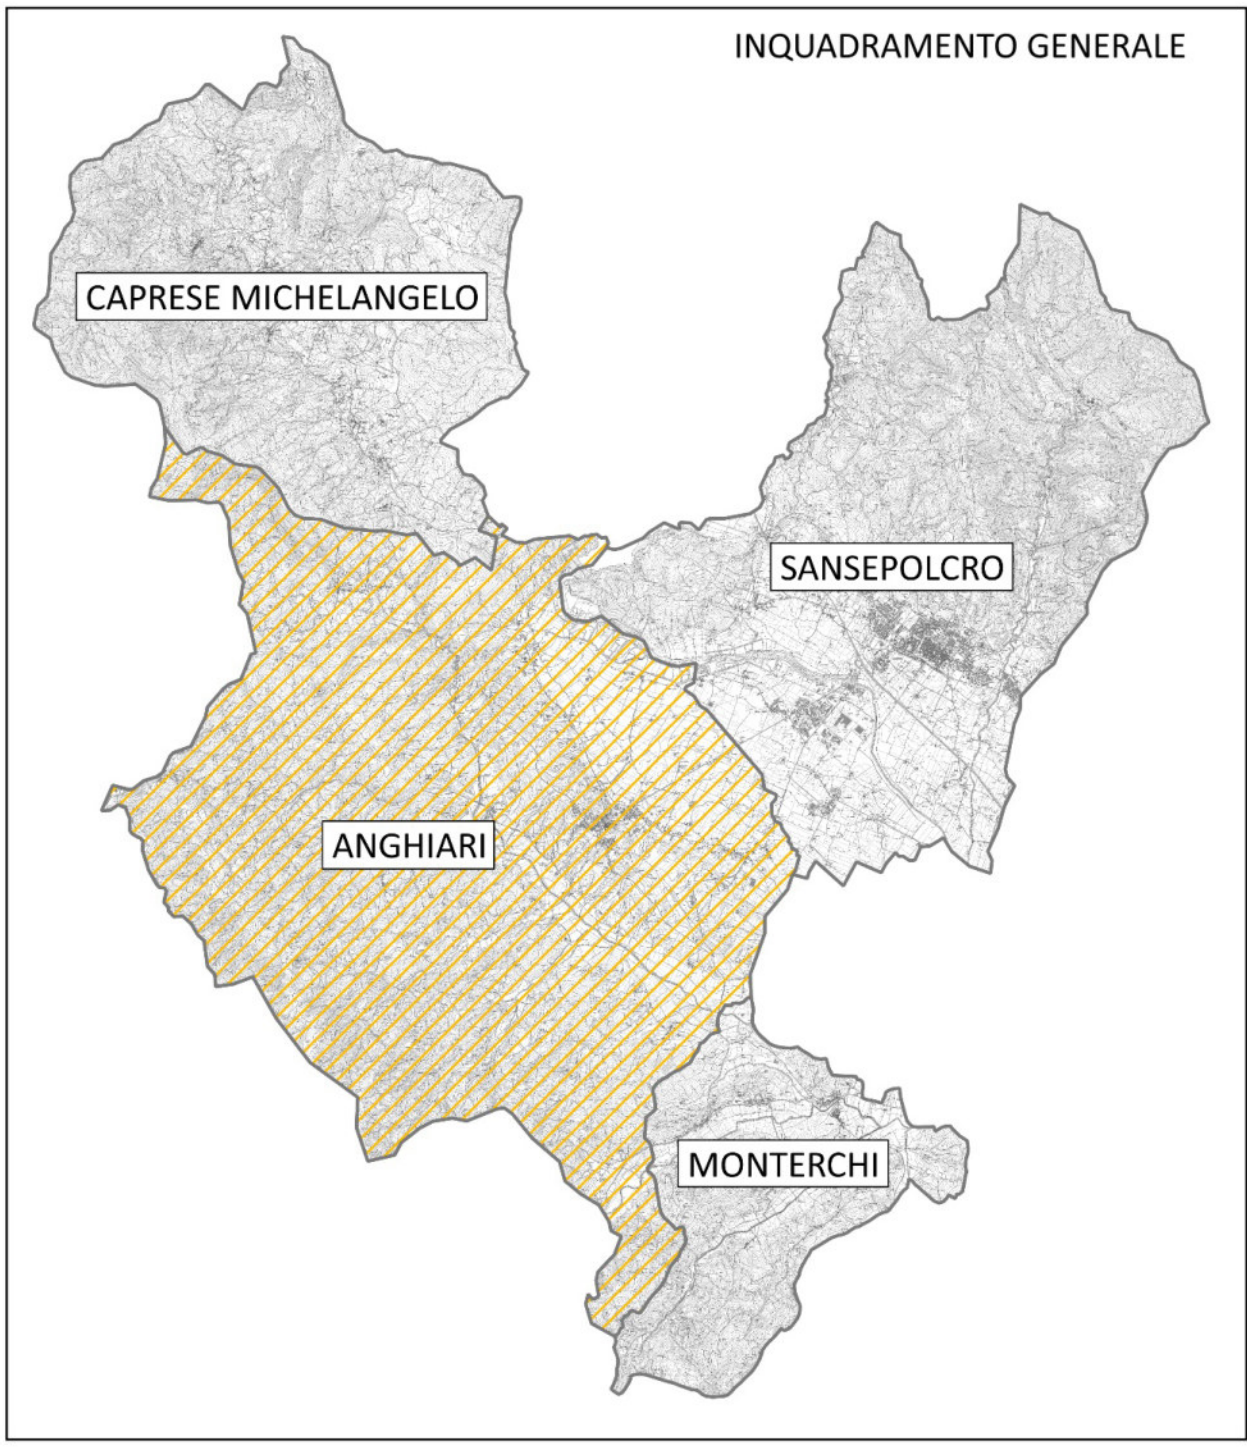 INQUADRAMENTO GENERALE
CAPRESE MICHELANGELO
SANSEPOLCRO
ANGHIARI
MONTERCHI